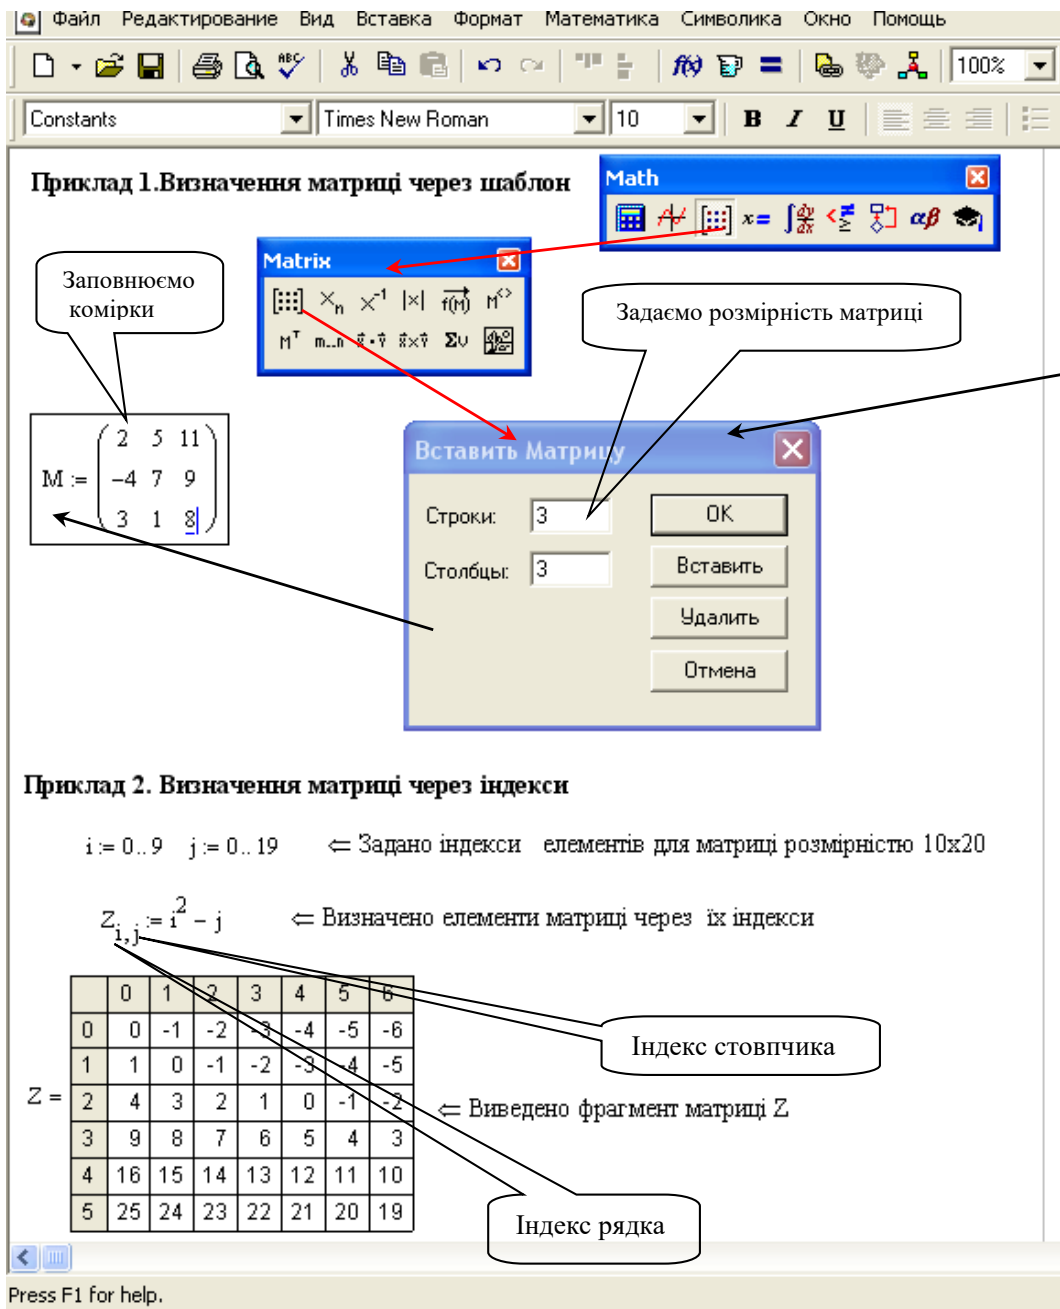 Файл Редактирование Вид Вставка Формат Математика Символика Окно Помощь
100%
Constants Times New Roman 10 B I U
Приклад 1.Визначення матриці через шаблон
Math
x= αβ
Matrix
Заповнюємо
комірки
Задаємо розмірність матриці
M := 2 5 11
-4 7 9
3 1 8
Вставить Матрицу
Строки: 3 OK
Столбцы: 3 Вставить
Удалить
Отмена
Приклад 2. Визначення матриці через індекси
i := 0..9 j := 0..19 ⇐ Задано індекси елементів для матриці розмірністю 10x20
Z i,j := i² − j ⇐ Визначено елементи матриці через їх індекси
0 1 2 3 4 5 6
0 0 -1 -2 -3 -4 -5 -6
1 1 0 -1 -2 -3 -4 -5
Індекс стовпчика
Z = 2 4 3 2 1 0 -1 -2 ⇐ Виведено фрагмент матриці Z
3 9 8 7 6 5 4 3
4 16 15 14 13 12 11 10
5 25 24 23 22 21 20 19
Індекс рядка
Press F1 for help.